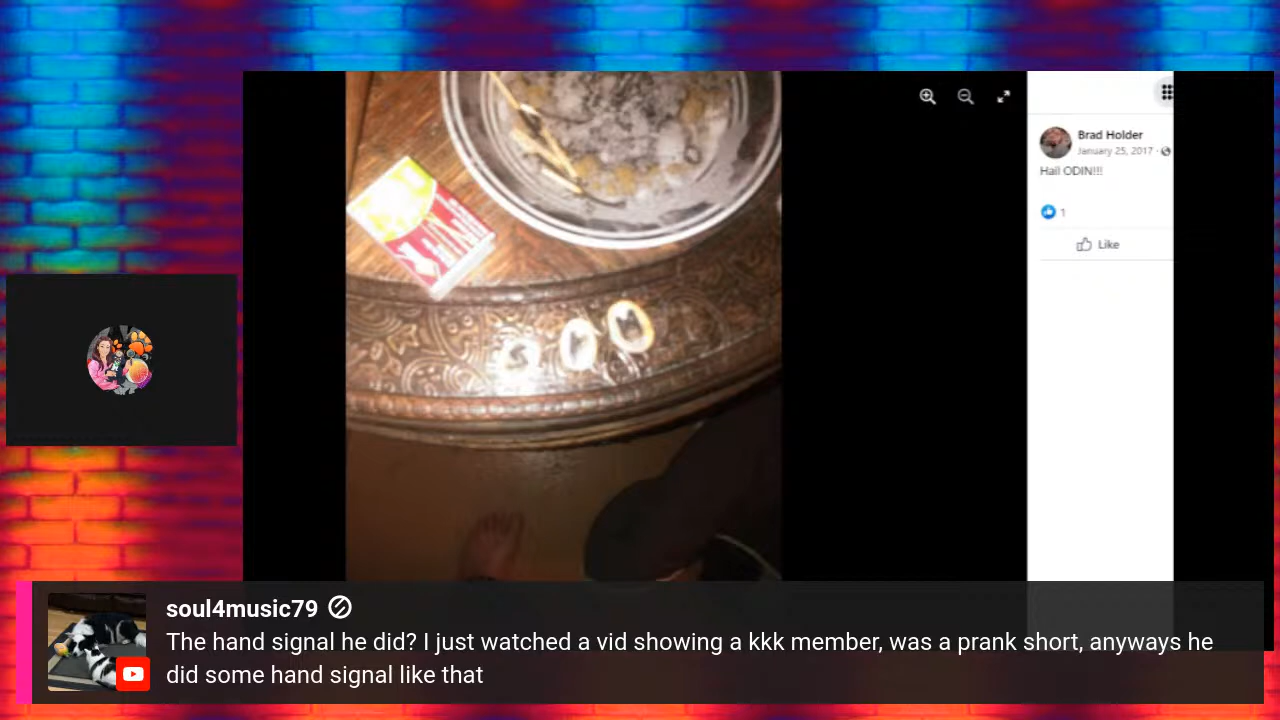 Brad Holder
January 25, 2017 ·
Hail ODIN!!!
1
Like
soul4music79
The hand signal he did? I just watched a vid showing a kkk member, was a prank short, anyways he
did some hand signal like that